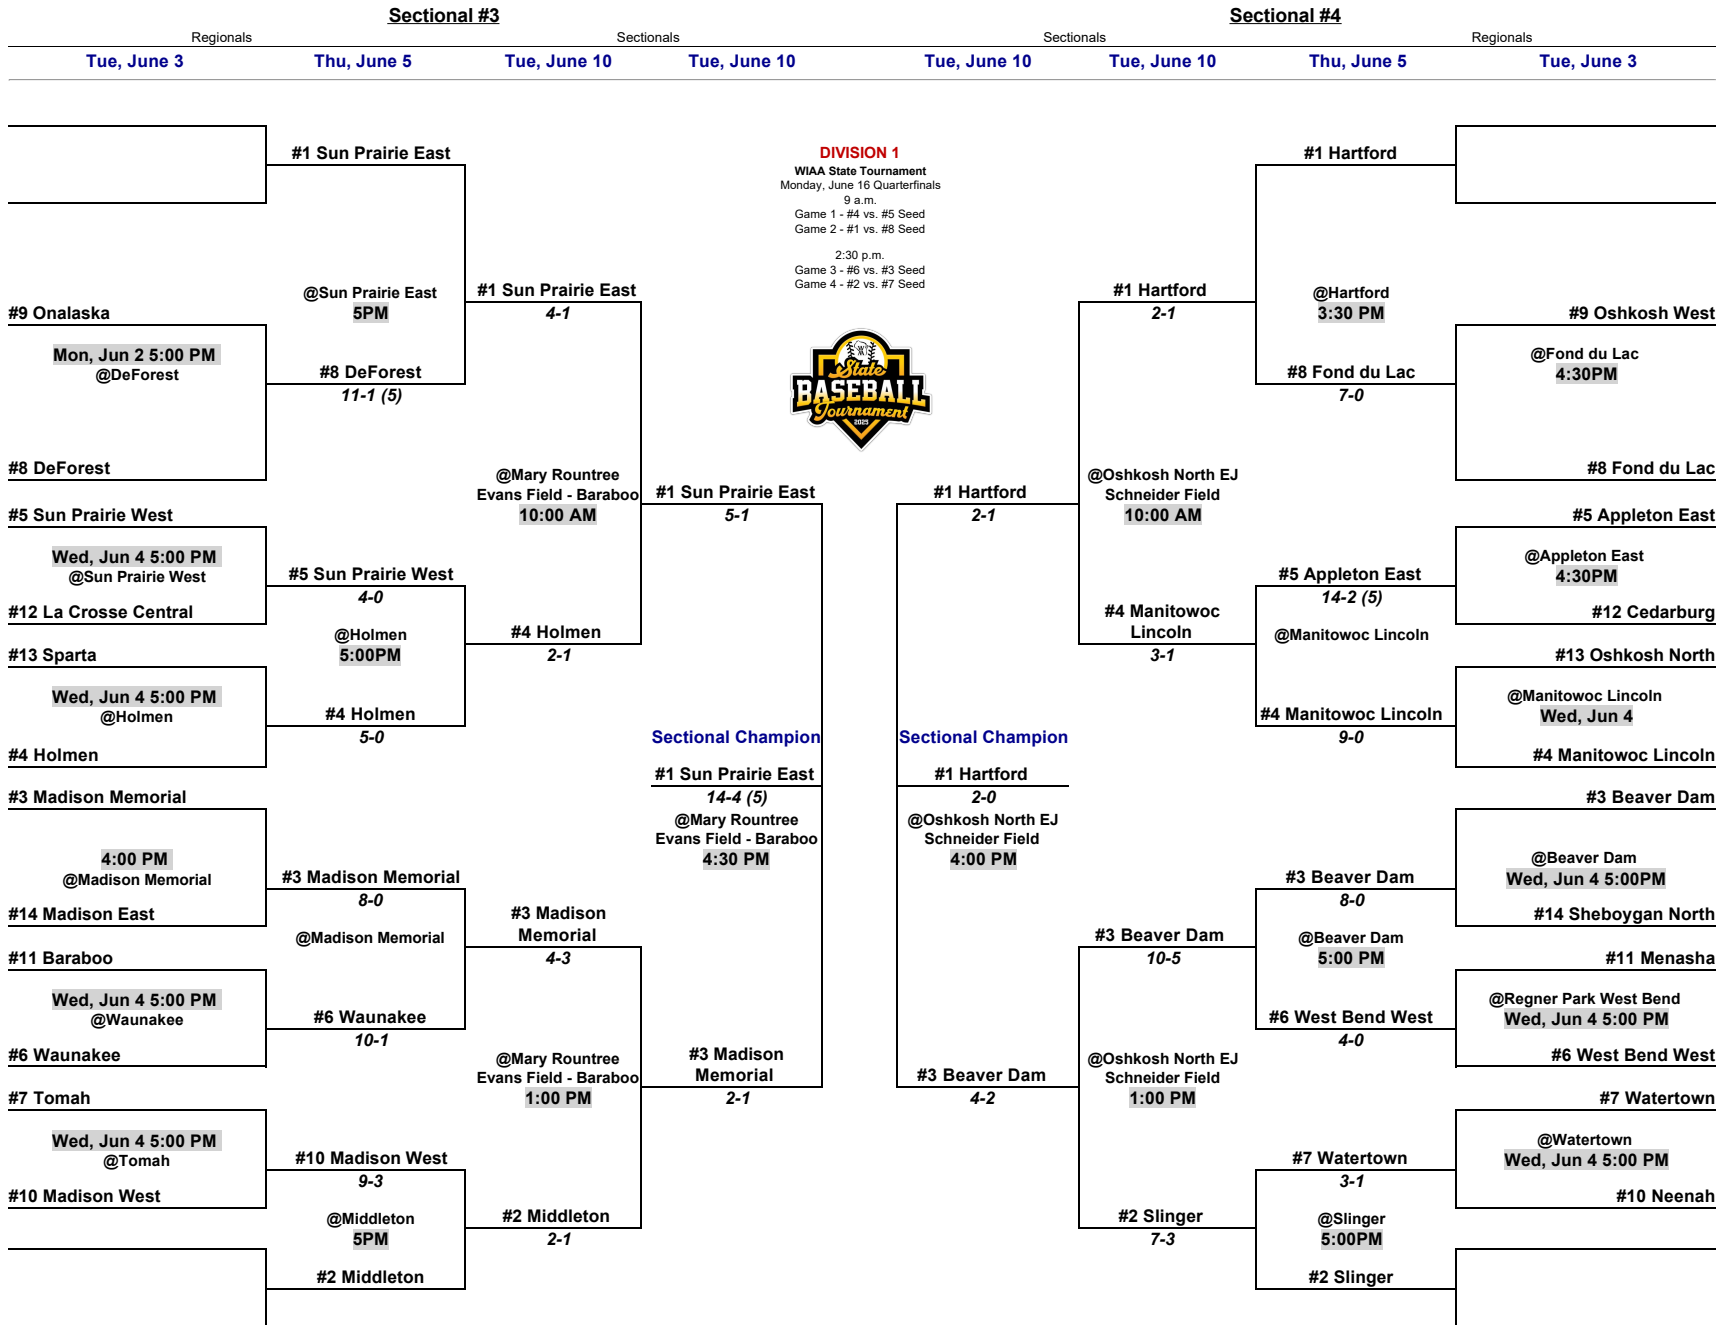 Sectional #3
Sectional #4
Regionals
Sectionals
Sectionals
Regionals
Tue, June 3
Thu, June 5
Tue, June 10
Tue, June 10
Tue, June 10
Tue, June 10
Thu, June 5
Tue, June 3
#1 Sun Prairie East
@Sun Prairie East
5PM
#9 Onalaska
Mon, Jun 2 5:00 PM
@DeForest
#8 DeForest
11-1 (5)
#8 DeForest
#1 Sun Prairie East
4-1
@Mary Rountree
Evans Field - Baraboo
10:00 AM
#5 Sun Prairie West
Wed, Jun 4 5:00 PM
@Sun Prairie West
#12 La Crosse Central
#5 Sun Prairie West
4-0
@Holmen
5:00PM
#13 Sparta
Wed, Jun 4 5:00 PM
@Holmen
#4 Holmen
#4 Holmen
5-0
#4 Holmen
2-1
#1 Sun Prairie East
5-1
Sectional Champion
#1 Sun Prairie East
14-4 (5)
@Mary Rountree
Evans Field - Baraboo
4:30 PM
#3 Madison Memorial
4:00 PM
@Madison Memorial
#14 Madison East
#3 Madison Memorial
8-0
@Madison Memorial
#11 Baraboo
Wed, Jun 4 5:00 PM
@Waunakee
#6 Waunakee
#6 Waunakee
10-1
#3 Madison
Memorial
4-3
@Mary Rountree
Evans Field - Baraboo
1:00 PM
#3 Madison
Memorial
2-1
#7 Tomah
Wed, Jun 4 5:00 PM
@Tomah
#10 Madison West
#10 Madison West
9-3
@Middleton
5PM
#2 Middleton
#2 Middleton
2-1
DIVISION 1
WIAA State Tournament
Monday, June 16 Quarterfinals
9 a.m.
Game 1 - #4 vs. #5 Seed
Game 2 - #1 vs. #8 Seed
2:30 p.m.
Game 3 - #6 vs. #3 Seed
Game 4 - #2 vs. #7 Seed
State
BASEBALL
Tournament
2025
#1 Hartford
@Hartford
3:30 PM
#9 Oshkosh West
@Fond du Lac
4:30PM
#8 Fond du Lac
7-0
#8 Fond du Lac
#1 Hartford
2-1
@Oshkosh North EJ
Schneider Field
10:00 AM
#1 Hartford
2-1
#5 Appleton East
@Appleton East
4:30PM
#12 Cedarburg
#5 Appleton East
14-2 (5)
@Manitowoc Lincoln
#4 Manitowoc
Lincoln
3-1
#13 Oshkosh North
@Manitowoc Lincoln
Wed, Jun 4
#4 Manitowoc Lincoln
#4 Manitowoc Lincoln
9-0
Sectional Champion
#1 Hartford
2-0
@Oshkosh North EJ
Schneider Field
4:00 PM
#3 Beaver Dam
@Beaver Dam
Wed, Jun 4 5:00PM
#14 Sheboygan North
#3 Beaver Dam
8-0
@Beaver Dam
5:00 PM
#11 Menasha
@Regner Park West Bend
Wed, Jun 4 5:00 PM
#6 West Bend West
#6 West Bend West
4-0
#3 Beaver Dam
10-5
@Oshkosh North EJ
Schneider Field
1:00 PM
#3 Beaver Dam
4-2
#7 Watertown
@Watertown
Wed, Jun 4 5:00 PM
#10 Neenah
#7 Watertown
3-1
@Slinger
5:00PM
#2 Slinger
#2 Slinger
7-3